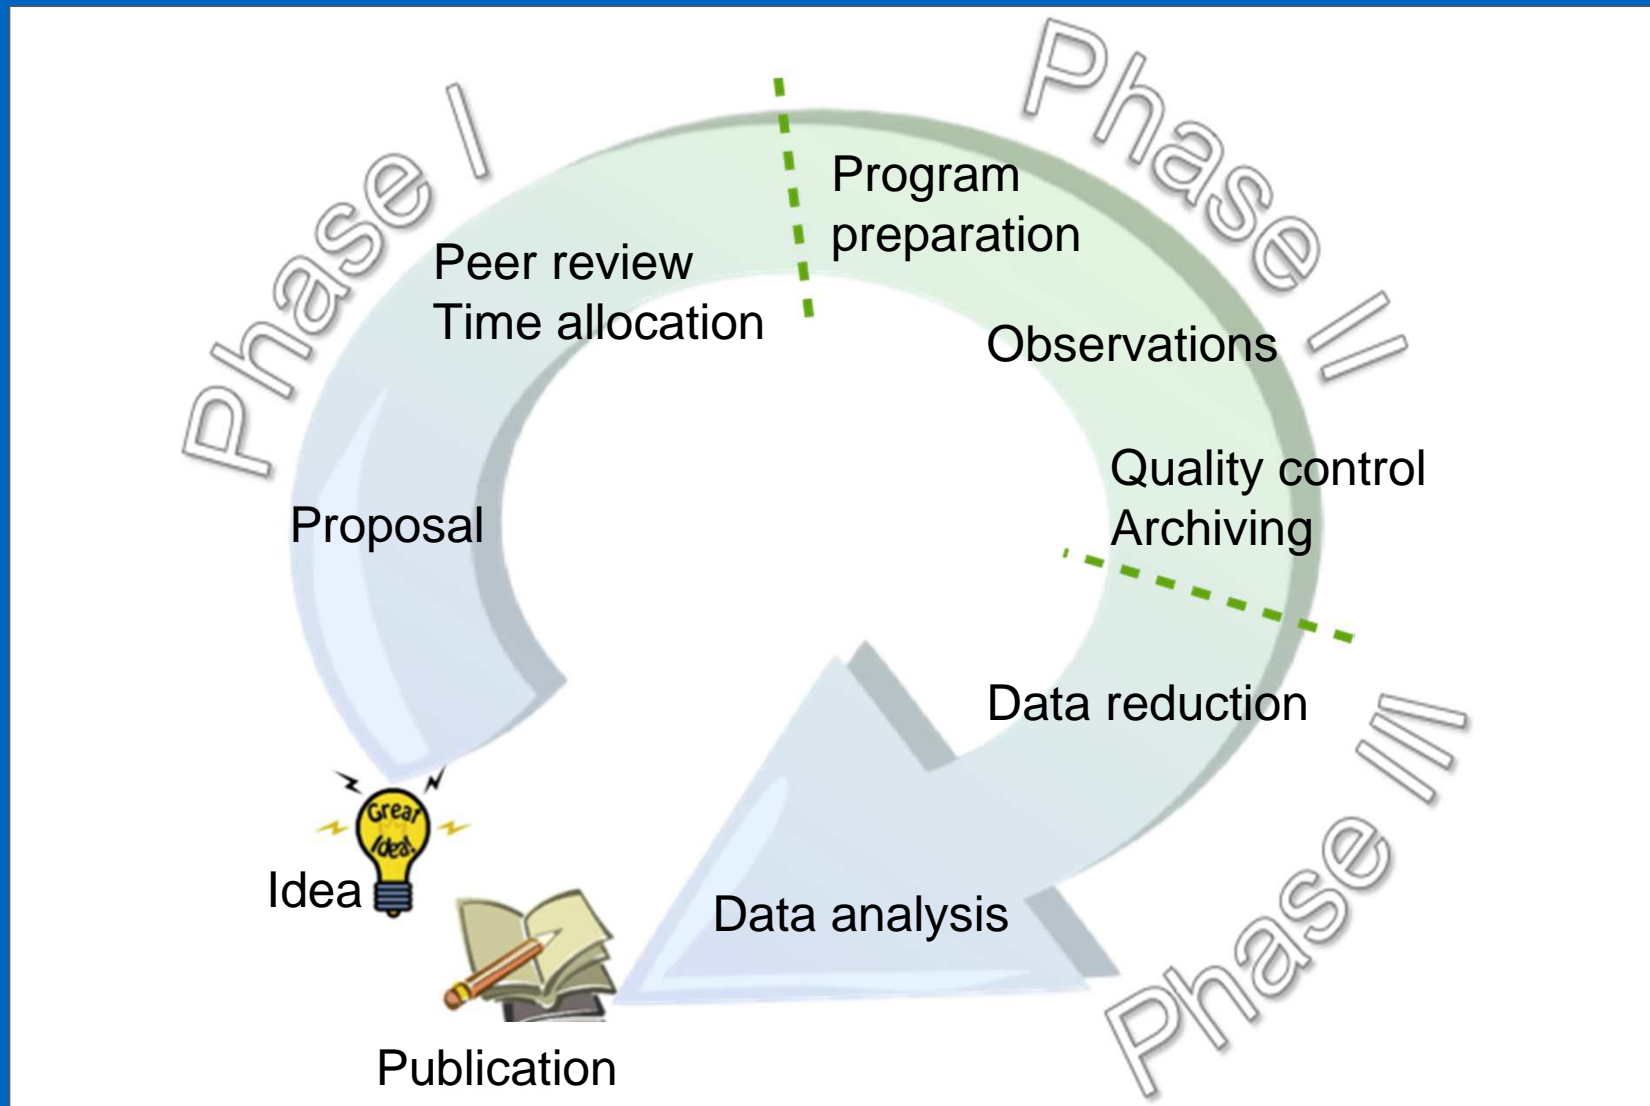 Phase I
Phase II
Program
preparation
Peer review
Time allocation
Observations
Quality control
Archiving
Proposal
Data reduction
Phase III
Great
Idea!
Idea
Data analysis
Publication